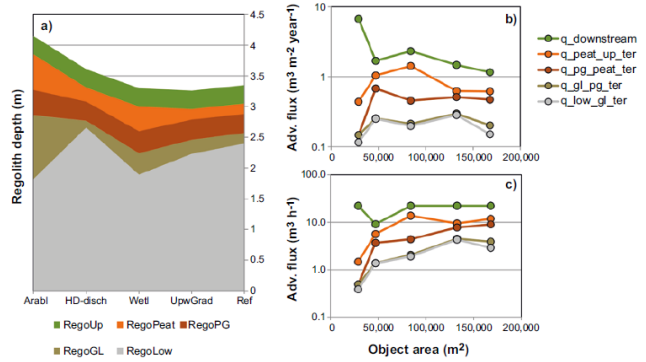 a)
Regolith depth (m)
4.5
4
3.5
3
2.5
2
1.5
1
0.5
0
Arabl HD-disch Wetl UpwGrad Ref
RegoUp RegoPeat RegoPG
RegoGL RegoLow
b)
Adv. flux (m3 m-2 year-1)
10
1
0.1
0 50,000 100,000 150,000 200,000
q_downstream
q_peat_up_ter
q_pg_peat_ter
q_gl_pg_ter
q_low_gl_ter
c)
Adv. flux (m3 h-1)
100.0
10.0
1.0
0.1
0 50,000 100,000 150,000 200,000
Object area (m2)